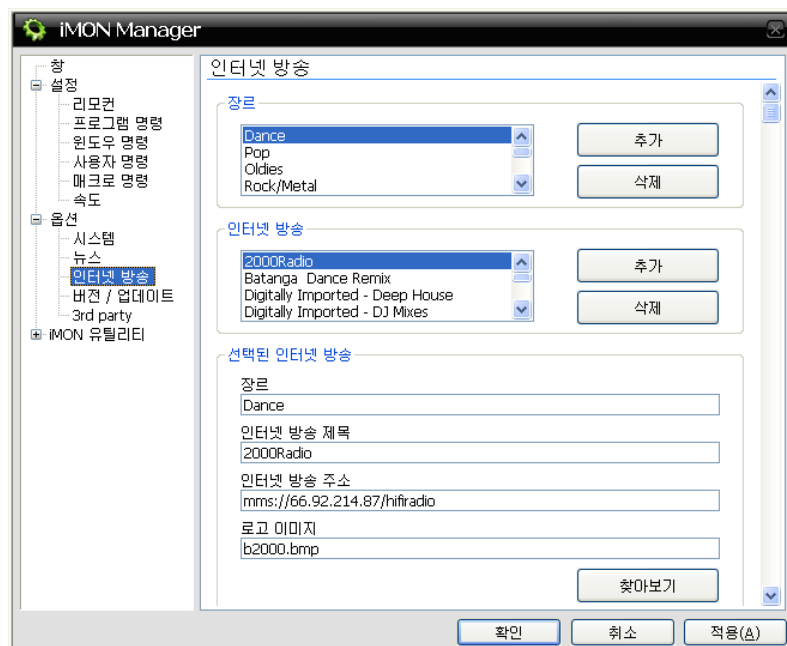 iMON Manager
창
설정
리모컨
프로그램 명령
윈도우 명령
사용자 명령
매크로 명령
속도
옵션
시스템
뉴스
인터넷 방송
버전 / 업데이트
3rd party
iMON 유틸리티
인터넷 방송
장르
Dance
Pop
Oldies
Rock/Metal
추가
삭제
인터넷 방송
2000Radio
Batanga  Dance Remix
Digitally Imported - Deep House
Digitally Imported - DJ Mixes
추가
삭제
선택된 인터넷 방송
장르
Dance
인터넷 방송 제목
2000Radio
인터넷 방송 주소
mms://66.92.214.87/hifiradio
로고 이미지
b2000.bmp
찾아보기
확인
취소
적용(A)